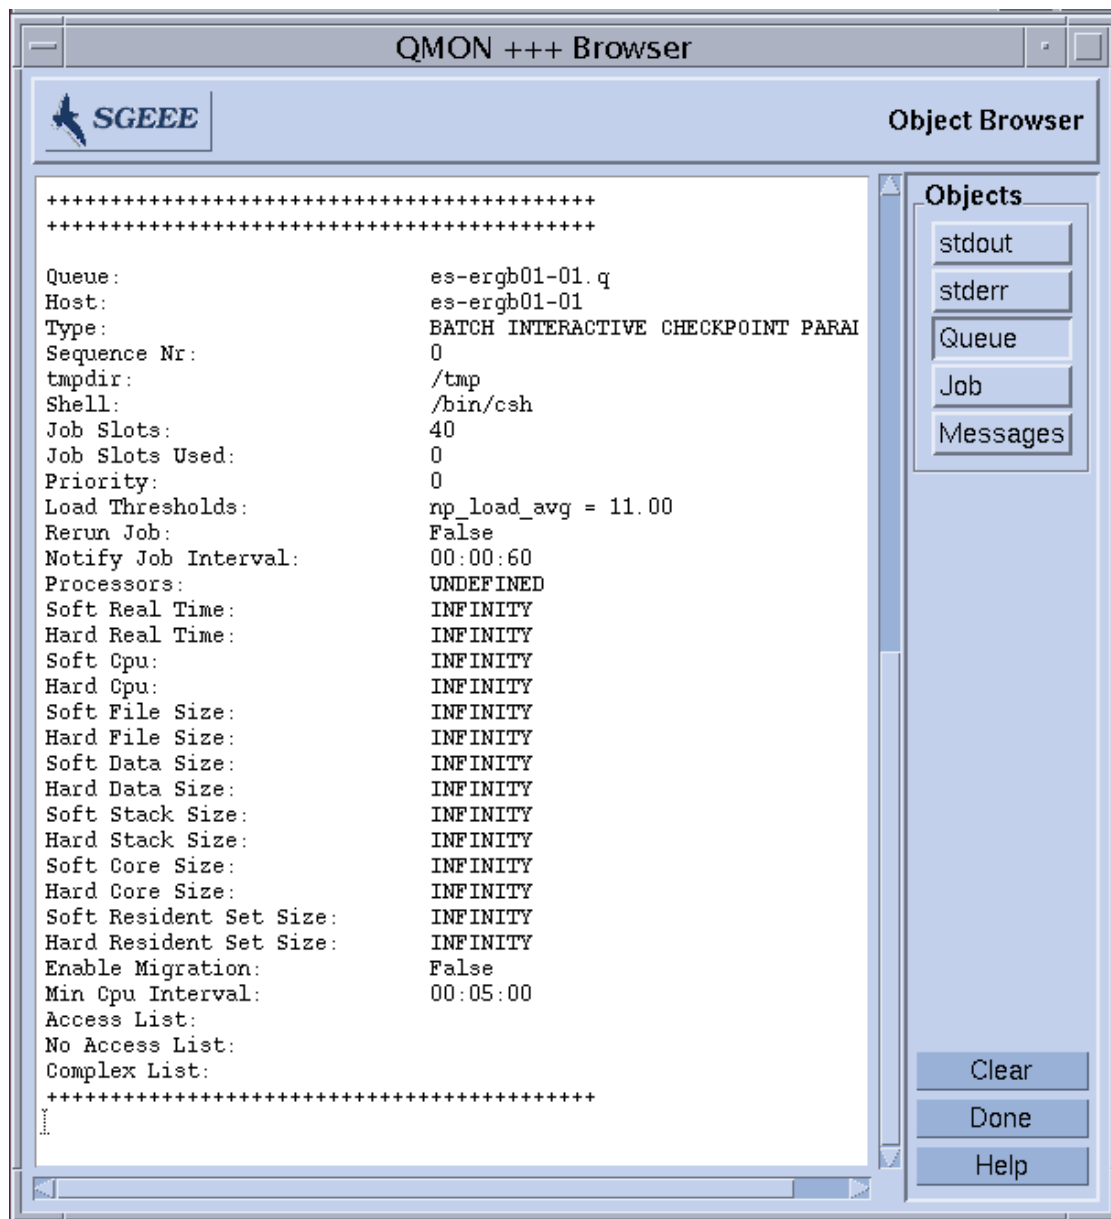 QMON +++ Browser
SGEEE
Object Browser
+++++++++++++++++++++++++++++++++++++++++++
+++++++++++++++++++++++++++++++++++++++++++
Queue: es-ergb01-01.q
Host: es-ergb01-01
Type: BATCH INTERACTIVE CHECKPOINT PARAL
Sequence Nr: 0
tmpdir: /tmp
Shell: /bin/csh
Job Slots: 40
Job Slots Used: 0
Priority: 0
Load Thresholds: np_load_avg = 11.00
Rerun Job: False
Notify Job Interval: 00:00:60
Processors: UNDEFINED
Soft Real Time: INFINITY
Hard Real Time: INFINITY
Soft Cpu: INFINITY
Hard Cpu: INFINITY
Soft File Size: INFINITY
Hard File Size: INFINITY
Soft Data Size: INFINITY
Hard Data Size: INFINITY
Soft Stack Size: INFINITY
Hard Stack Size: INFINITY
Soft Core Size: INFINITY
Hard Core Size: INFINITY
Soft Resident Set Size: INFINITY
Hard Resident Set Size: INFINITY
Enable Migration: False
Min Cpu Interval: 00:05:00
Access List:
No Access List:
Complex List:
+++++++++++++++++++++++++++++++++++++++++++
Objects
stdout
stderr
Queue
Job
Messages
Clear
Done
Help